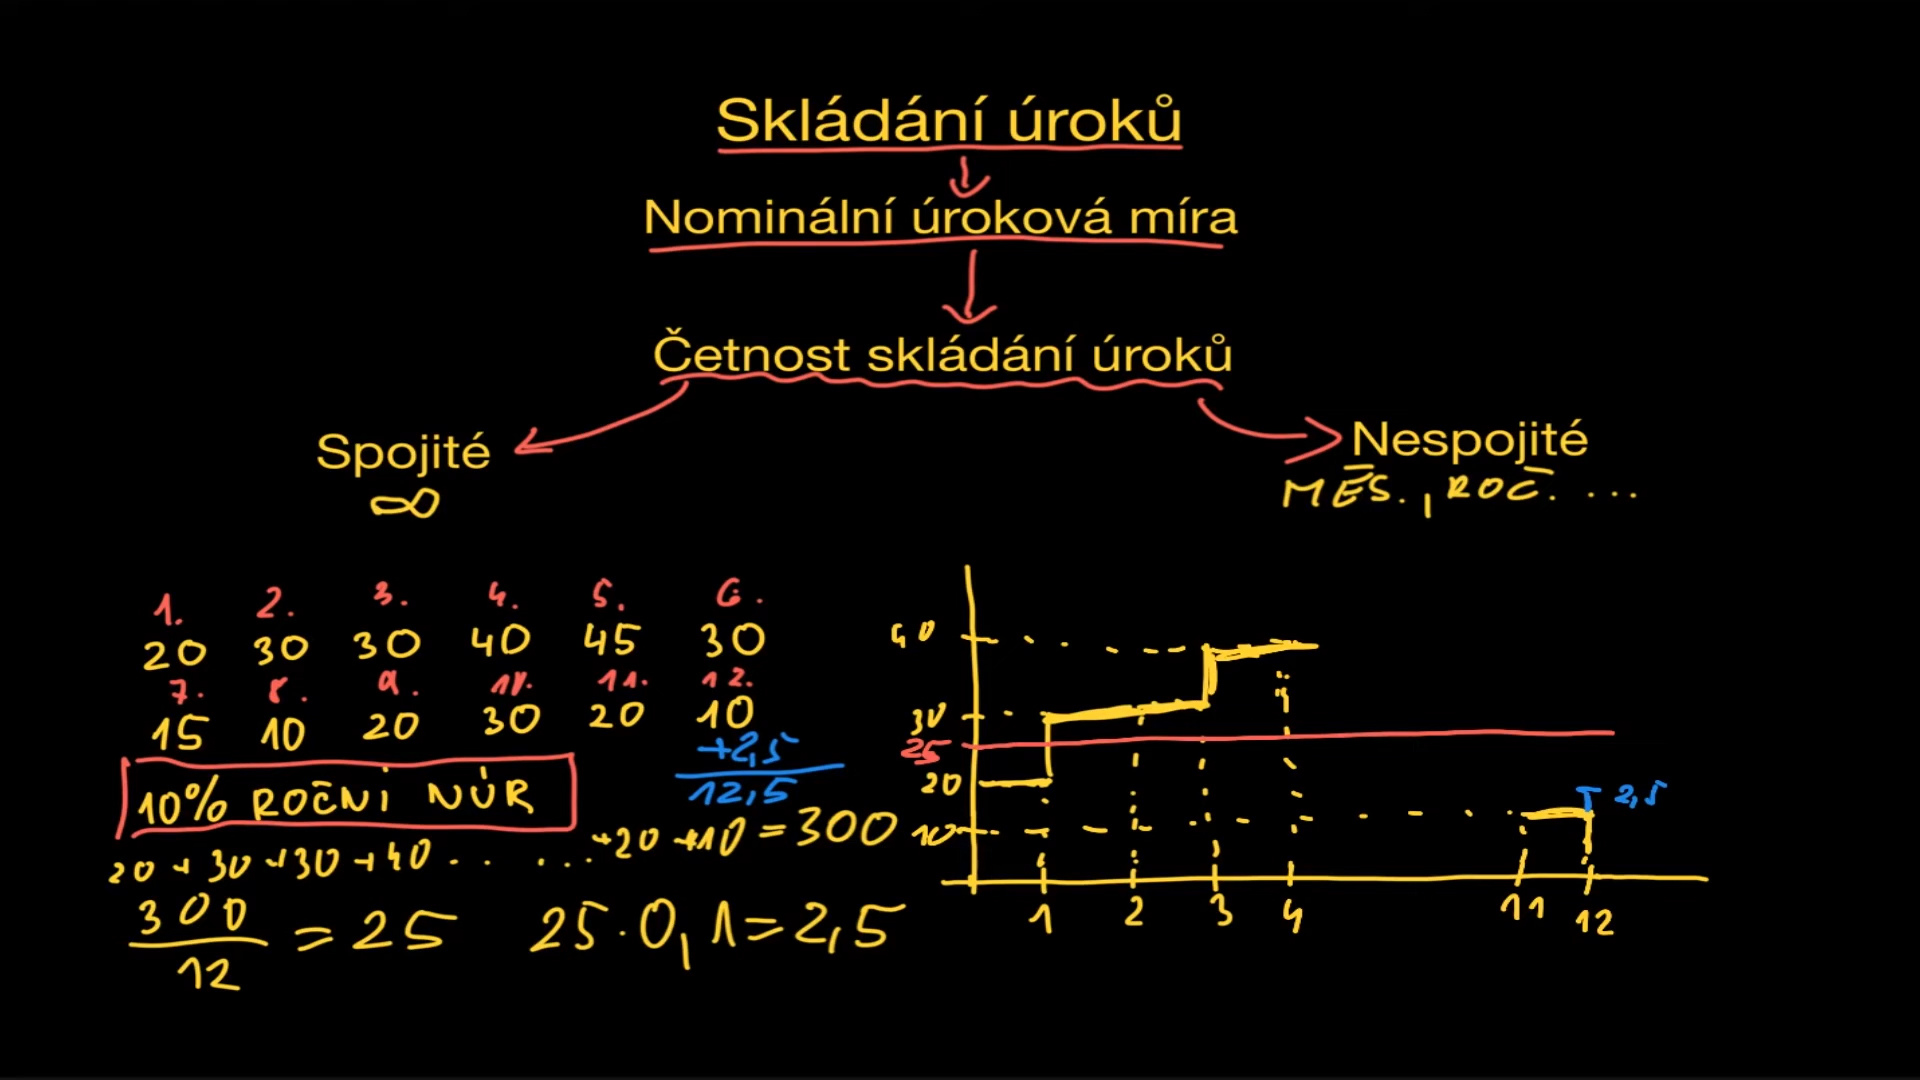 Skládání úroků
Nominální úroková míra
Četnost skládání úroků
Spojité
∞
Nespojité
MĚS., ROČ. ...
1. 2. 3. 4. 5. 6.
20 30 30 40 45 30
7. 8. 9. 10. 11. 12.
15 10 20 30 20 10
+2,5
12,5
10% ROČNÍ NÚR
20+30+30+40.. ...+20+10=300
300
12
=25
25·0,1=2,5
40
30
25
20
10
2,5
1 2 3 4 11 12